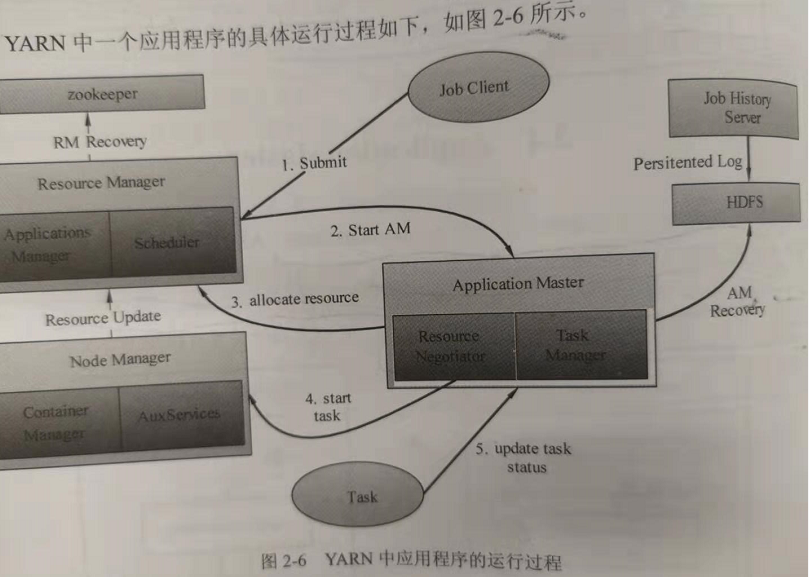 YARN 中一个应用程序的具体运行过程如下，如图 2-6 所示。
zookeeper
Job Client
Job History
Server
RM Recovery
1. Submit
Persitented Log
Resource Manager
HDFS
Applications
Manager
Scheduler
2. Start AM
Application Master
3. allocate resource
AM
Recovery
Resource Update
Resource
Negotiator
Task
Manager
Node Manager
4. start
task
Container
Manager
AuxServices
5. update task
status
Task
图 2-6 YARN 中应用程序的运行过程